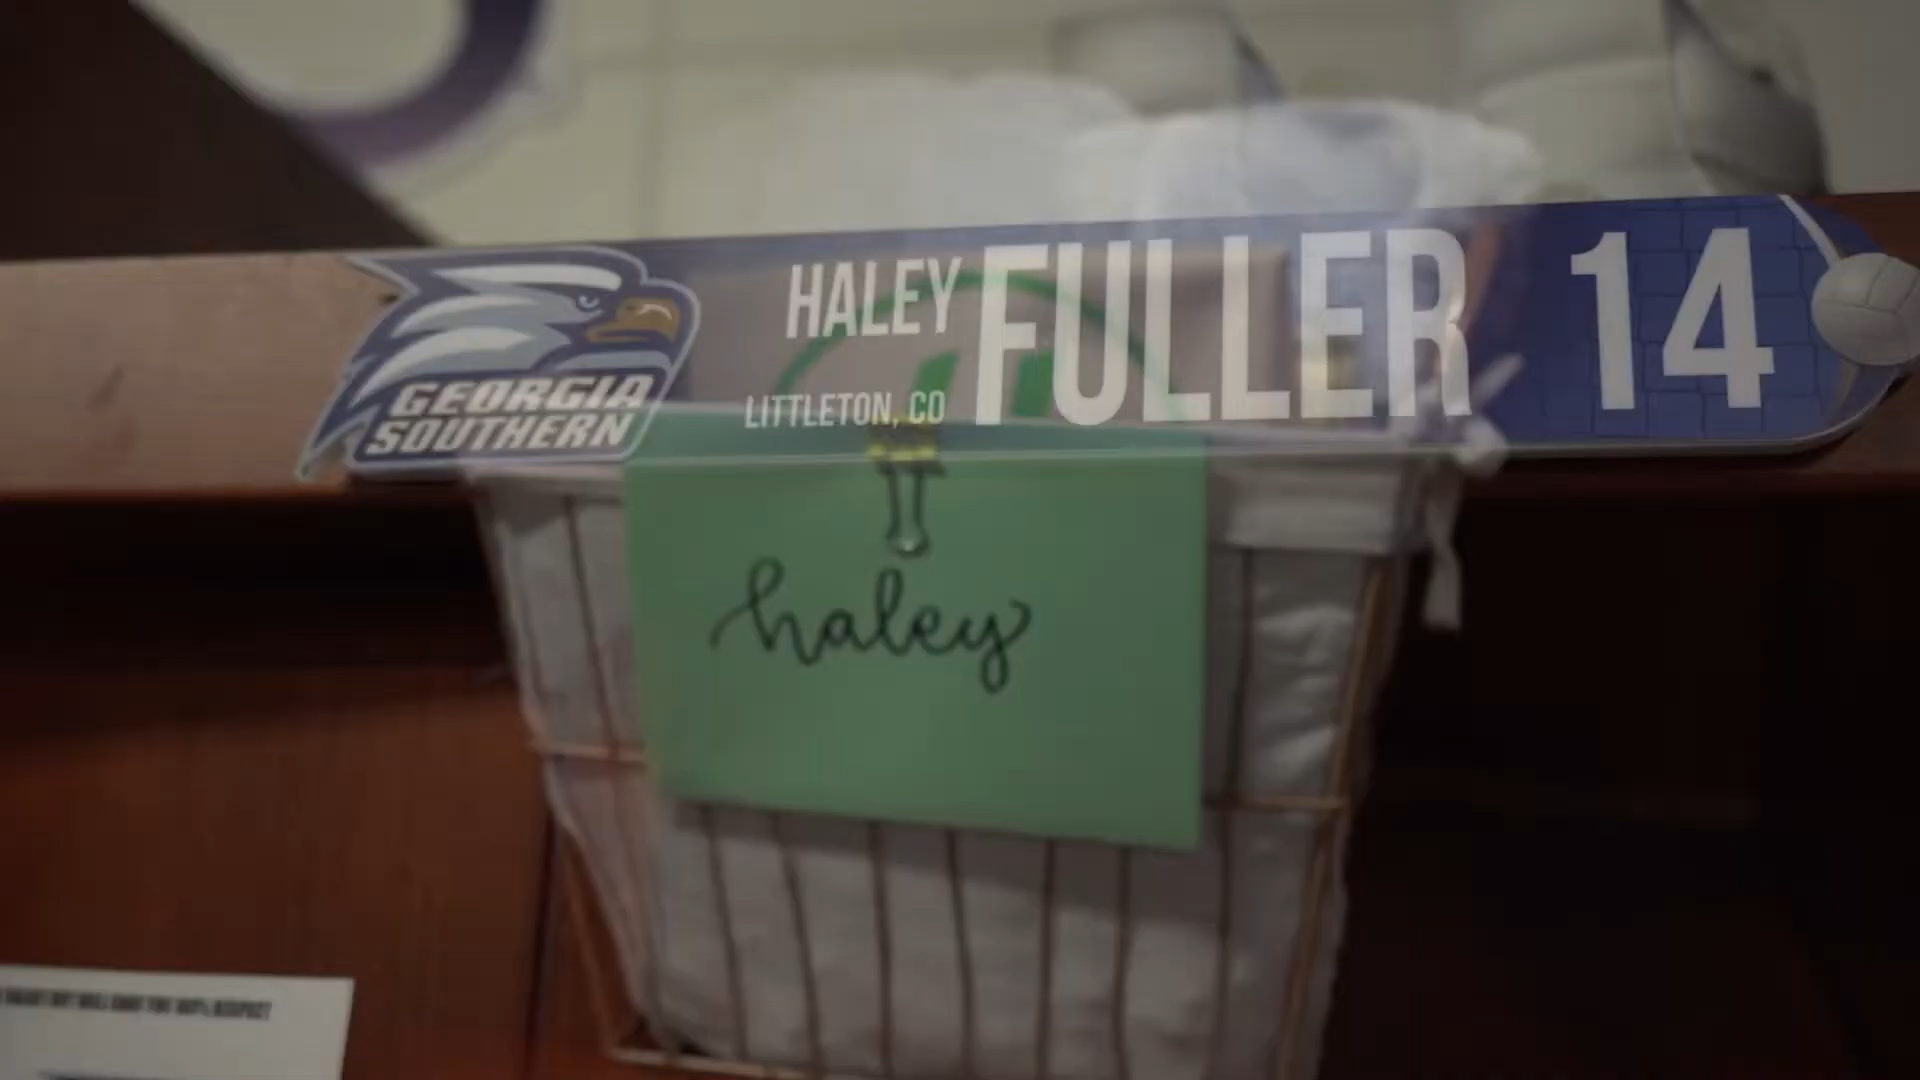 GEORGIA
SOUTHERN
HALEY FULLER 14
LITTLETON, CO
haley